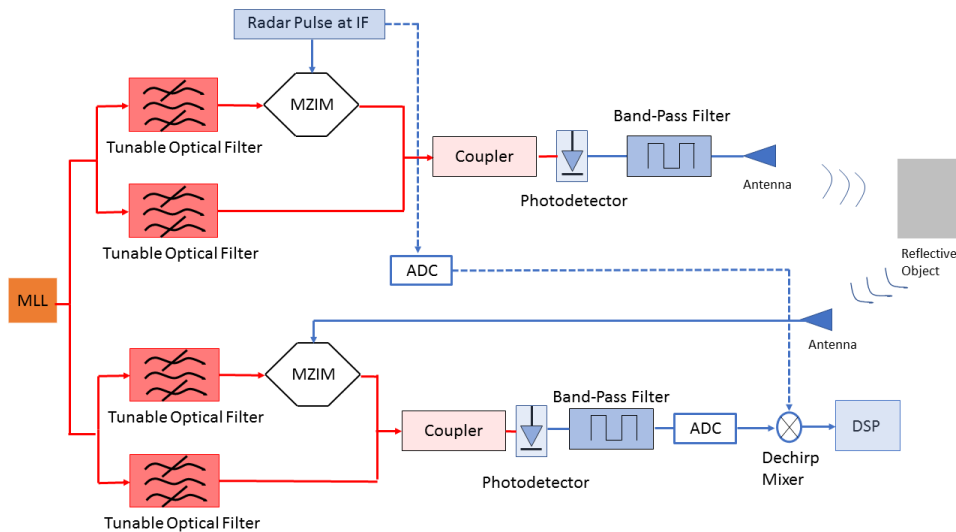 Radar Pulse at IF
MZIM
Tunable Optical Filter
Band-Pass Filter
Coupler
Antenna
Photodetector
Tunable Optical Filter
Reflective
Object
ADC
MLL
Antenna
MZIM
Tunable Optical Filter
Band-Pass Filter
Coupler
ADC
DSP
Dechirp
Mixer
Photodetector
Tunable Optical Filter